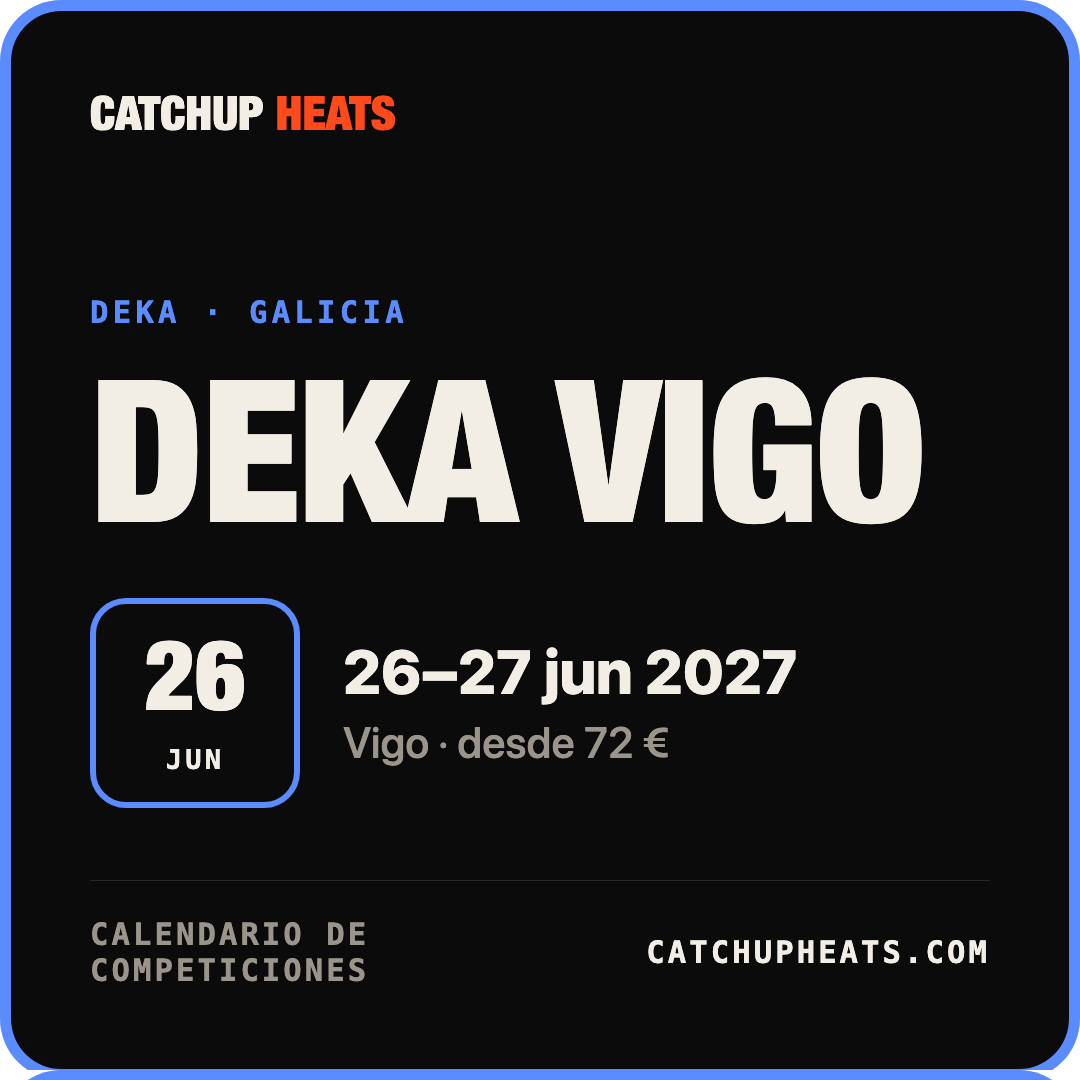 CATCHUP HEATS
DEKA · GALICIA
DEKA VIGO
26
JUN
26–27 jun 2027
Vigo · desde 72 €
CALENDARIO DE
COMPETICIONES
CATCHUPHEATS.COM